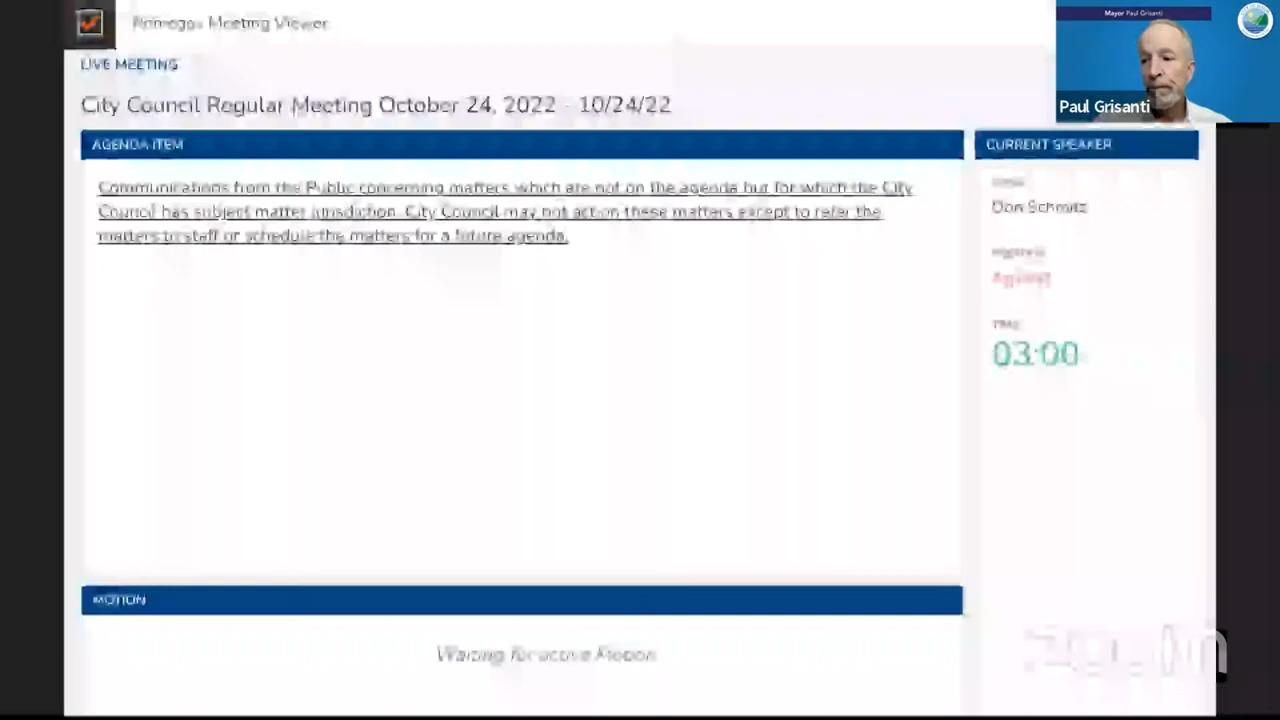 Primegov Meeting Viewer
Mayor Paul Grisanti
LIVE MEETING
City Council Regular Meeting October 24, 2022 - 10/24/22
Paul Grisanti
AGENDA ITEM
CURRENT SPEAKER
Communications from the Public concerning matters which are not on the agenda but for which the City
Council has subject matter jurisdiction. City Council may not act on these matters except to refer the
matters to staff or schedule the matters for a future agenda.
Don Schmitz
Against
TIME
03:00
MOTION
Waiting for active Motion